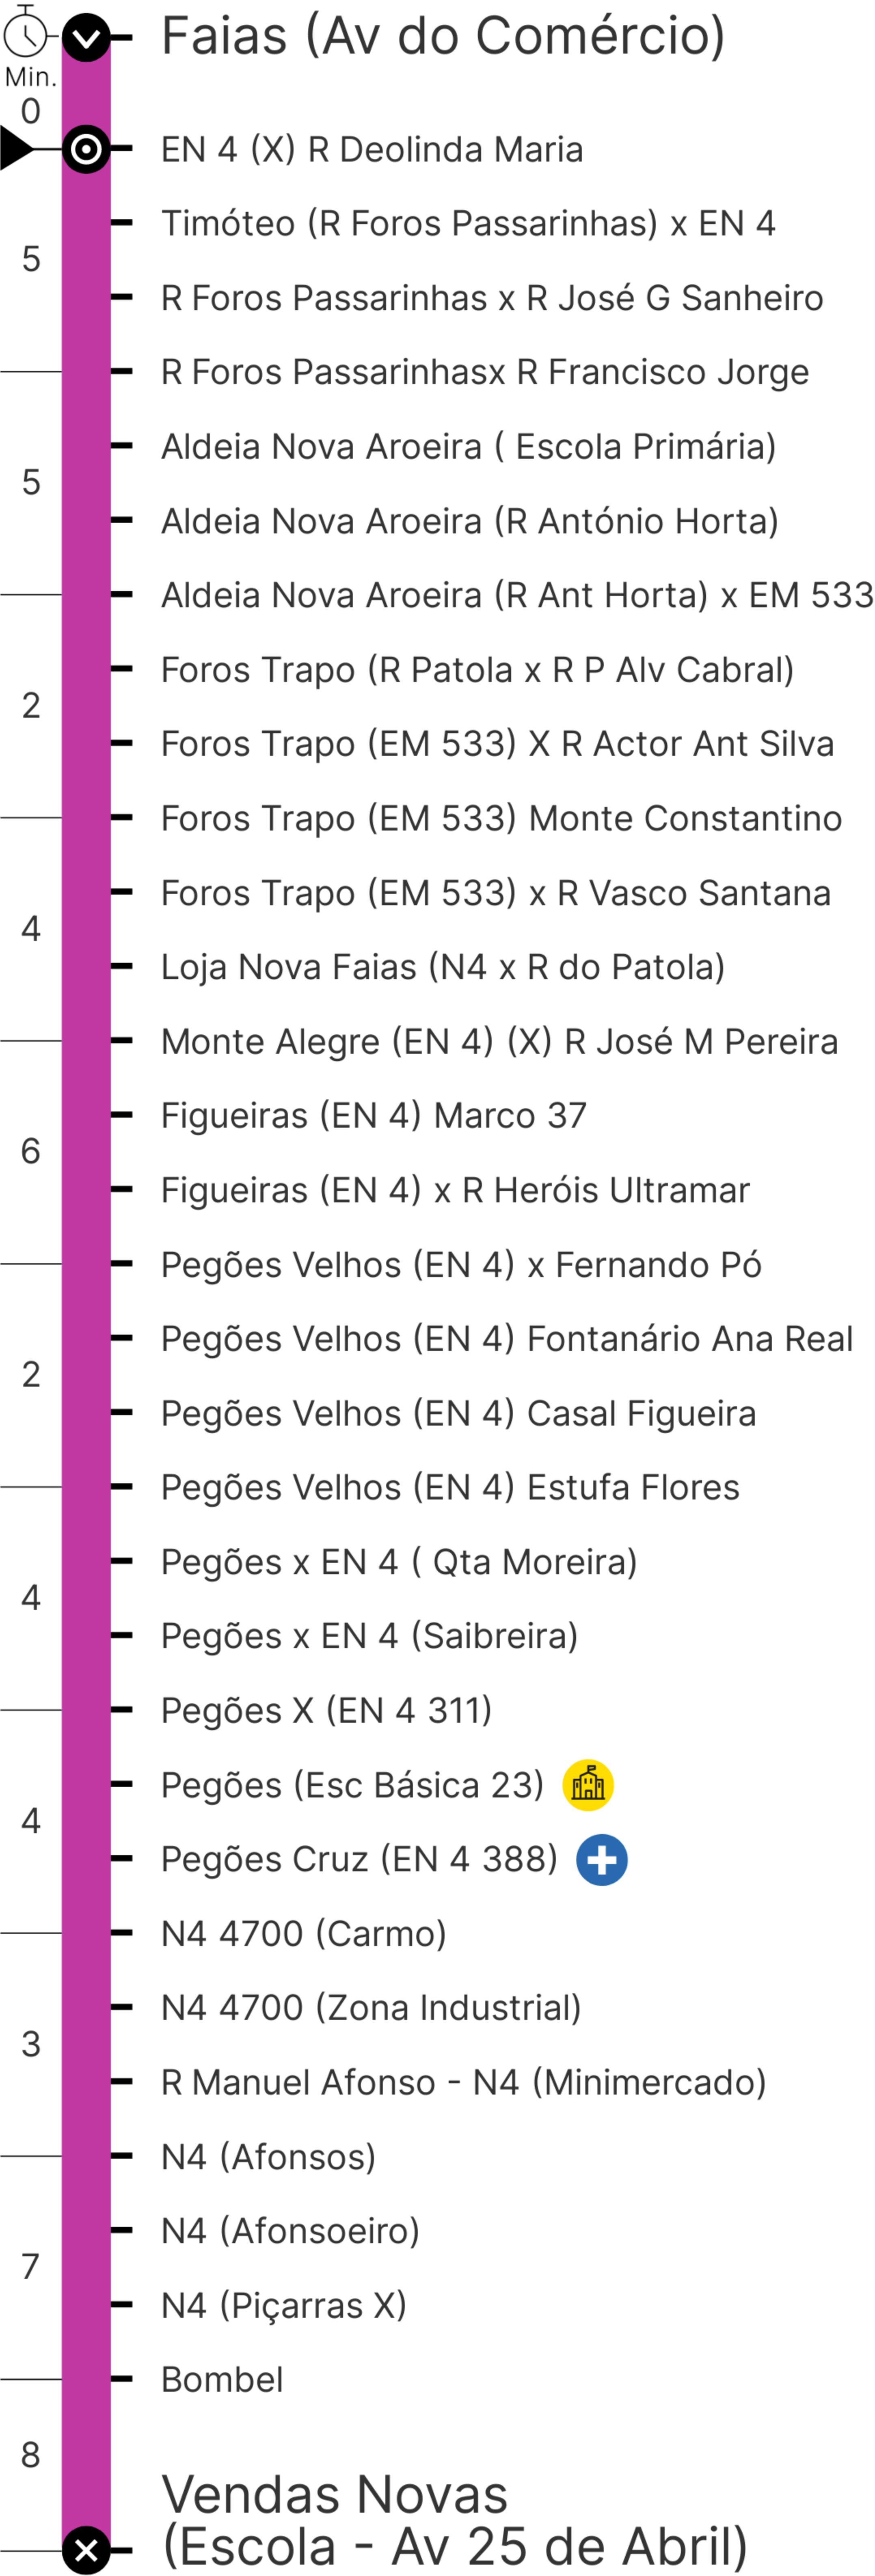 Faias (Av do Comércio)
Min.
0
EN 4 (X) R Deolinda Maria
Timóteo (R Foros Passarinhas) x EN 4
5
R Foros Passarinhas x R José G Sanheiro
R Foros Passarinhasx R Francisco Jorge
Aldeia Nova Aroeira ( Escola Primária)
5
Aldeia Nova Aroeira (R António Horta)
Aldeia Nova Aroeira (R Ant Horta) x EM 533
Foros Trapo (R Patola x R P Alv Cabral)
2
Foros Trapo (EM 533) X R Actor Ant Silva
Foros Trapo (EM 533) Monte Constantino
Foros Trapo (EM 533) x R Vasco Santana
4
Loja Nova Faias (N4 x R do Patola)
Monte Alegre (EN 4) (X) R José M Pereira
Figueiras (EN 4) Marco 37
6
Figueiras (EN 4) x R Heróis Ultramar
Pegões Velhos (EN 4) x Fernando Pó
Pegões Velhos (EN 4) Fontanário Ana Real
2
Pegões Velhos (EN 4) Casal Figueira
Pegões Velhos (EN 4) Estufa Flores
Pegões x EN 4 ( Qta Moreira)
4
Pegões x EN 4 (Saibreira)
Pegões X (EN 4 311)
Pegões (Esc Básica 23)
4
Pegões Cruz (EN 4 388)
N4 4700 (Carmo)
N4 4700 (Zona Industrial)
3
R Manuel Afonso - N4 (Minimercado)
N4 (Afonsos)
N4 (Afonsoeiro)
7
N4 (Piçarras X)
Bombel
8
Vendas Novas
(Escola - Av 25 de Abril)